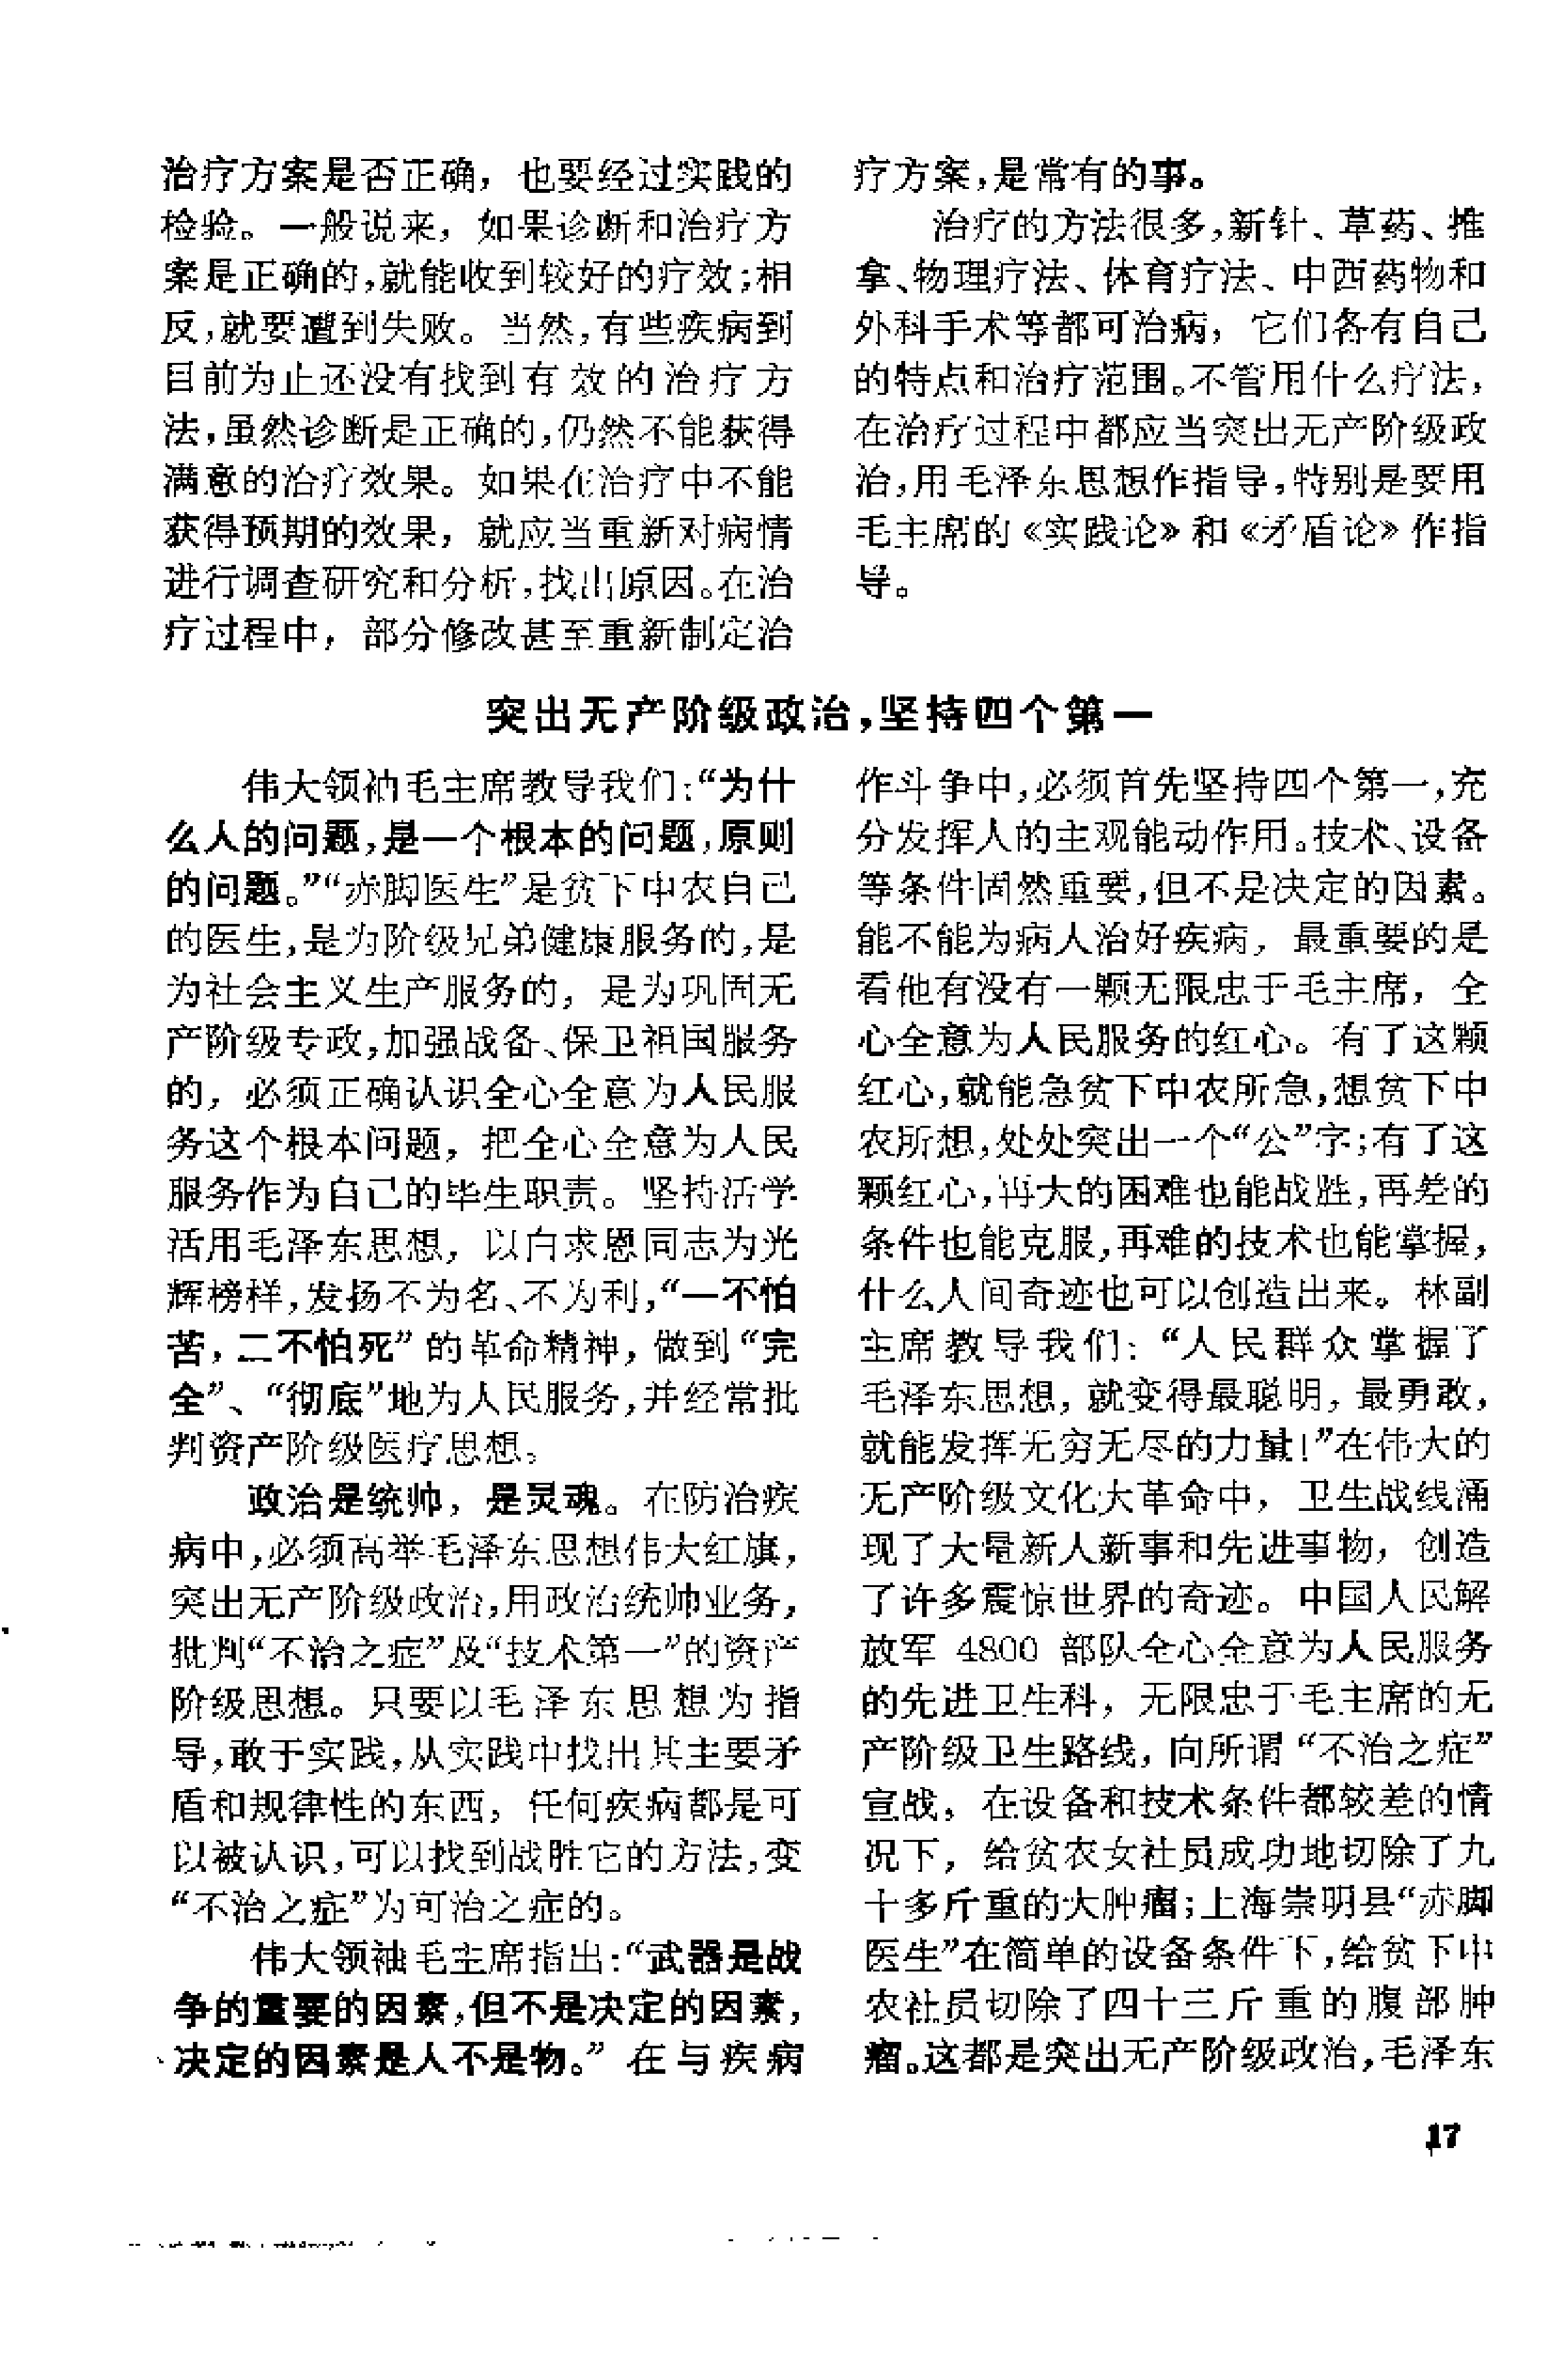 治疗方案是否正确，也要经过实践的
检验。一般说来，如果诊断和治疗方
案是正确的，就能收到较好的疗效；相
反，就要遭到失败。当然，有些疾病到
目前为止还没有找到有效的治疗方
法，虽然诊断是正确的，仍然不能获得
满意的治疗效果。如果在治疗中不能
获得预期的效果，就应当重新对病情
进行调查研究和分析，找出原因。在治
疗过程中，部分修改甚至重新制定治
疗方案，是常有的事。
治疗的方法很多，新针、草药、推
拿、物理疗法、体育疗法、中西药物和
外科手术等都可治病，它们各有自己
的特点和治疗范围。不管用什么疗法，
在治疗过程中都应当突出无产阶级政
治，用毛泽东思想作指导，特别是要用
毛主席的《实践论》和《矛盾论》作指
导。
突出无产阶级政治，坚持四个第一
伟大领袖毛主席教导我们：“为什
么人的问题，是一个根本的问题，原则
的问题。”“赤脚医生”是贫下中农自己
的医生，是为阶级兄弟健康服务的，是
为社会主义生产服务的，是为巩固无
产阶级专政，加强战备、保卫祖国服务
的，必须正确认识全心全意为人民服
务这个根本问题，把全心全意为人民
服务作为自己的毕生职责。坚持活学
活用毛泽东思想，以白求恩同志为光
辉榜样，发扬不为名、不为利，“一不怕
苦，二不怕死”的革命精神，做到“完
全”、“彻底”地为人民服务，并经常批
判资产阶级医疗思想。
政治是统帅，是灵魂。在防治疾
病中，必须高举毛泽东思想伟大红旗，
突出无产阶级政治，用政治统帅业务，
批判“不治之症”及“技术第一”的资产
阶级思想。只要以毛泽东思想为指
导，敢于实践，从实践中找出其主要矛
盾和规律性的东西，任何疾病都是可
以被认识，可以找到战胜它的方法，变
“不治之症”为可治之症的。
伟大领袖毛主席指出：“武器是战
争的重要的因素，但不是决定的因素，
决定的因素是人不是物。”在与疾病
作斗争中，必须首先坚持四个第一，充
分发挥人的主观能动作用。技术、设备
等条件固然重要，但不是决定的因素。
能不能为病人治好疾病，最重要的是
看他有没有一颗无限忠于毛主席，全
心全意为人民服务的红心。有了这颗
红心，就能急贫下中农所急，想贫下中
农所想，处处突出一个“公”字；有了这
颗红心，再大的困难也能战胜，再差的
条件也能克服，再难的技术也能掌握，
什么人间奇迹也可以创造出来。林副
主席教导我们：“人民群众掌握了
毛泽东思想，就变得最聪明，最勇敢，
就能发挥无穷无尽的力量！”在伟大的
无产阶级文化大革命中，卫生战线涌
现了大量新人新事和先进事物，创造
了许多震惊世界的奇迹。中国人民解
放军 4800 部队全心全意为人民服务
的先进卫生科，无限忠于毛主席的无
产阶级卫生路线，向所谓“不治之症”
宣战，在设备和技术条件都较差的情
况下，给贫农女社员成功地切除了九
十多斤重的大肿瘤；上海崇明县“赤脚
医生”在简单的设备条件下，给贫下中
农社员切除了四十三斤重的腹部肿
瘤。这都是突出无产阶级政治，毛泽东
17